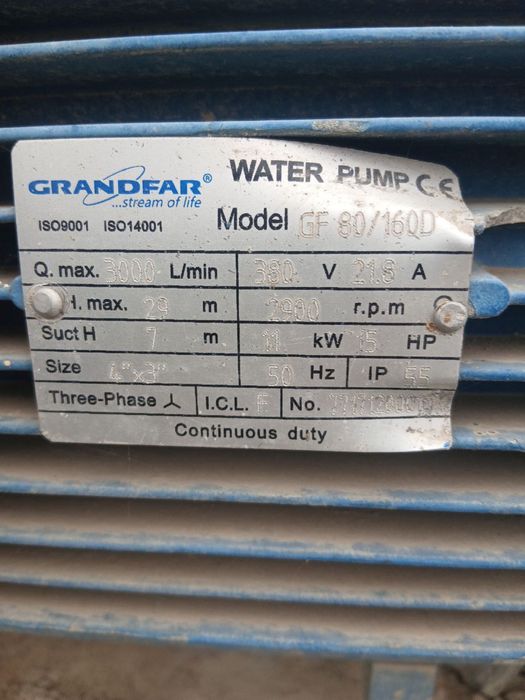 GRANDFAR®
...stream of life
WATER PUMP CE
ISO9001 ISO14001
Model GF 80/160D
Q. max. 3000 L/min 380 V 21.8 A
H. max. 29 m 2900 r.p.m
Suct H 7 m 11 kW 15 HP
Size 4"×3" 50 Hz IP 55
Three-Phase I.C.L. F No.
Continuous duty